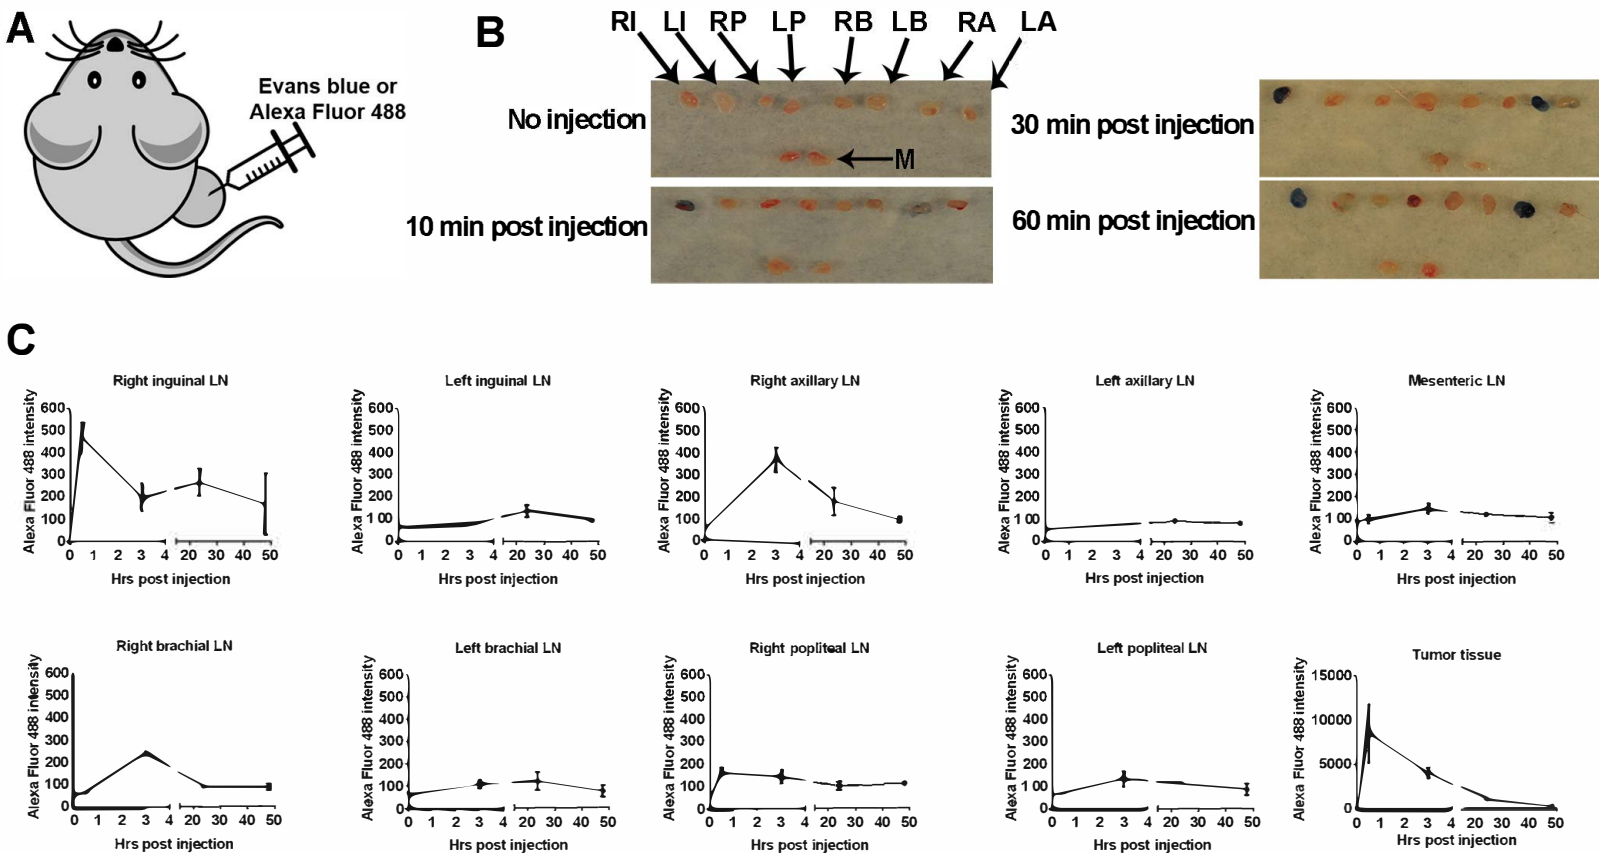 A
Evans blue or
Alexa Fluor 488
B
RI LI RP LP RB LB RA LA
No injection
M
10 min post injection
30 min post injection
60 min post injection
C
Right inguinal LN
Alexa Fluor 488 intensity
600
500
400
300
200
100
0
0 1 2 3 4 20 30 40 50
Hrs post injection
Left inguinal LN
Alexa Fluor 488 intensity
600
500
400
300
200
100
0
0 1 2 3 4 20 30 40 50
Hrs post injection
Right axillary LN
Alexa Fluor 488 intensity
600
500
400
300
200
100
0
0 1 2 3 4 20 30 40 50
Hrs post injection
Left axillary LN
Alexa Fluor 488 intensity
600
500
400
300
200
100
0
0 1 2 3 4 20 30 40 50
Hrs post injection
Mesenteric LN
Alexa Fluor 488 intensity
600
500
400
300
200
100
0
0 1 2 3 4 20 30 40 50
Hrs post injection
Right brachial LN
Alexa Fluor 488 intensity
600
500
400
300
200
100
0
0 1 2 3 4 20 30 40 50
Hrs post injection
Left brachial LN
Alexa Fluor 488 intensity
600
500
400
300
200
100
0
0 1 2 3 4 20 30 40 50
Hrs post injection
Right popliteal LN
Alexa Fluor 488 intensity
600
500
400
300
200
100
0
0 1 2 3 4 20 30 40 50
Hrs post injection
Left popliteal LN
Alexa Fluor 488 intensity
600
500
400
300
200
100
0
0 1 2 3 4 20 30 40 50
Hrs post injection
Tumor tissue
Alexa Fluor 488 intensity
15000
10000
5000
0
0 1 2 3 4 20 30 40 50
Hrs post injection